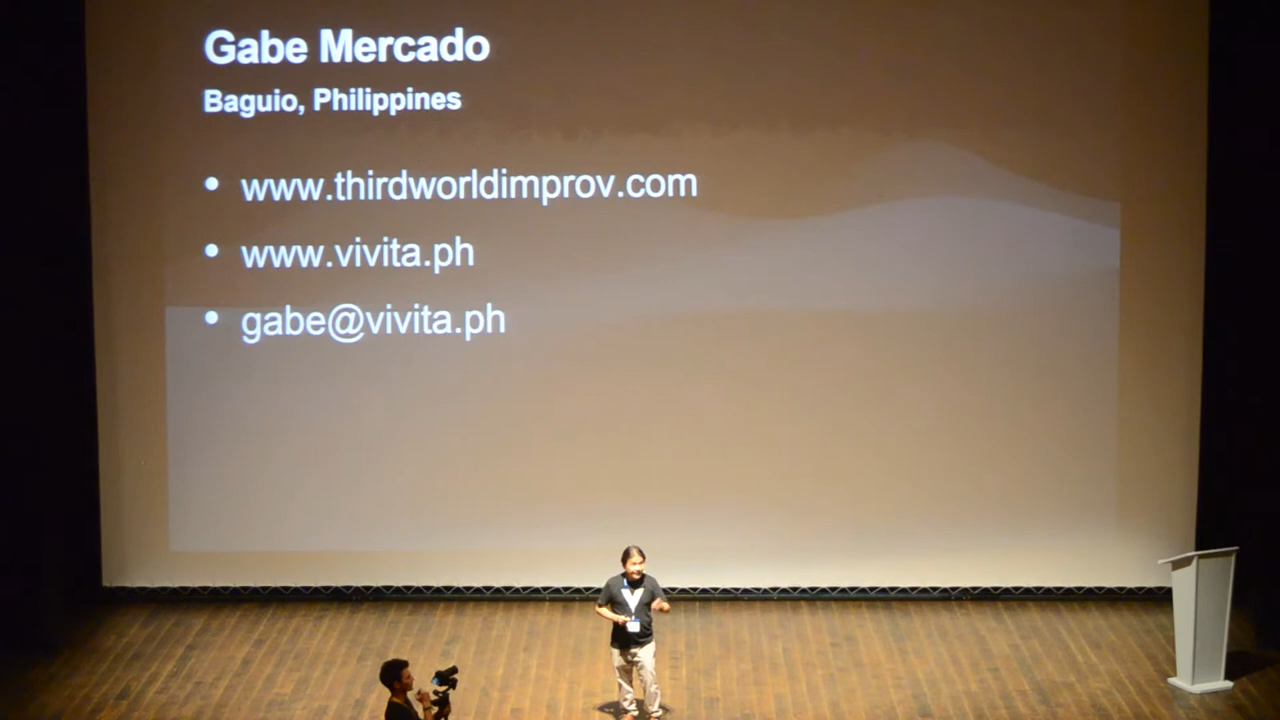 Gabe Mercado
Baguio, Philippines
• www.thirdworldimprov.com
• www.vivita.ph
• gabe@vivita.ph